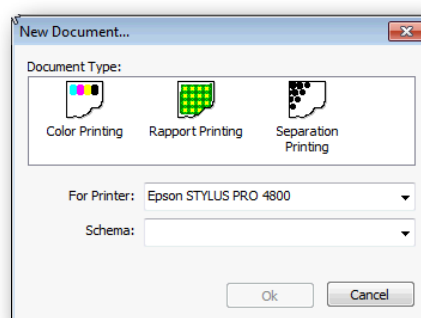 New Document...
Document Type:
Color Printing
Rapport Printing
Separation
Printing
For Printer: Epson STYLUS PRO 4800
Schema:
Ok
Cancel